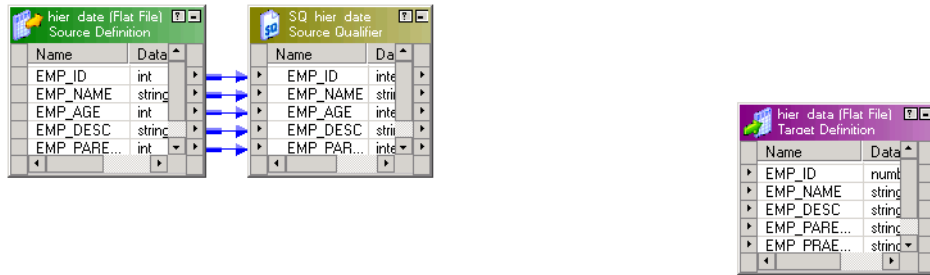 hier date (Flat File)
Source Definition
Name Data
EMP_ID int
EMP_NAME string
EMP_AGE int
EMP_DESC string
EMP_PARE... int
SQ hier date
Source Qualifier
Name Da
EMP_ID inte
EMP_NAME stri
EMP_AGE inte
EMP_DESC stri
EMP_PAR... inte
hier data (Flat File)
Target Definition
Name Data
EMP_ID numb
EMP_NAME string
EMP_DESC string
EMP_PARE... string
EMP_PRAE... string